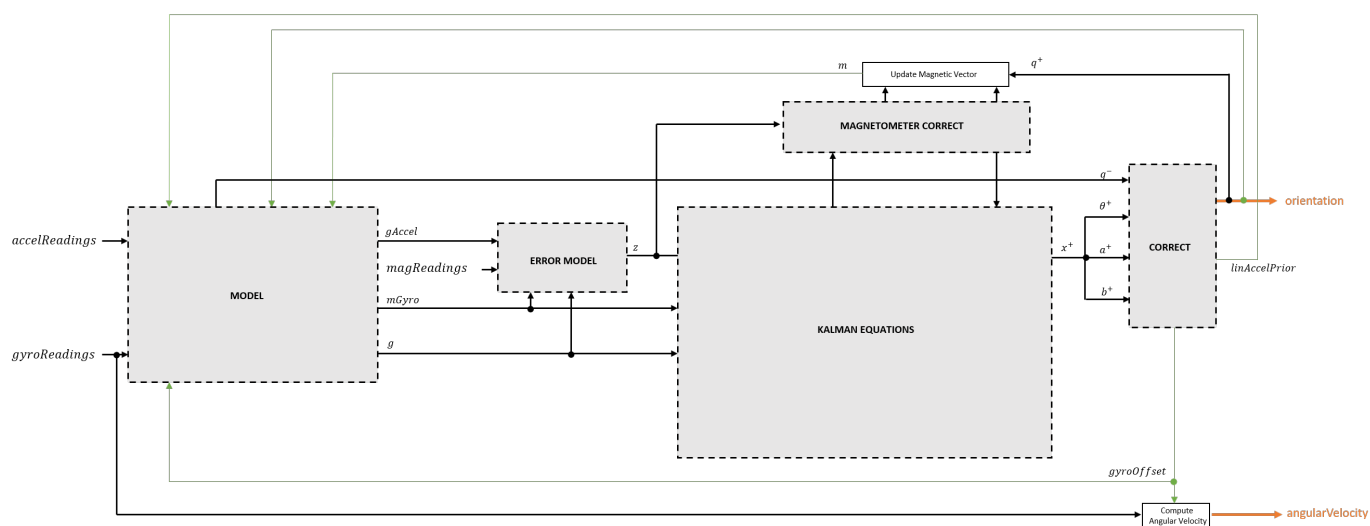 m
Update Magnetic Vector
q⁺
MAGNETOMETER CORRECT
q⁻
θ⁺
orientation
accelReadings
gAccel
z
x⁺
a⁺
CORRECT
magReadings
ERROR MODEL
linAccelPrior
MODEL
b⁺
mGyro
KALMAN EQUATIONS
gyroReadings
g
gyroOffset
Compute
Angular Velocity
angularVelocity